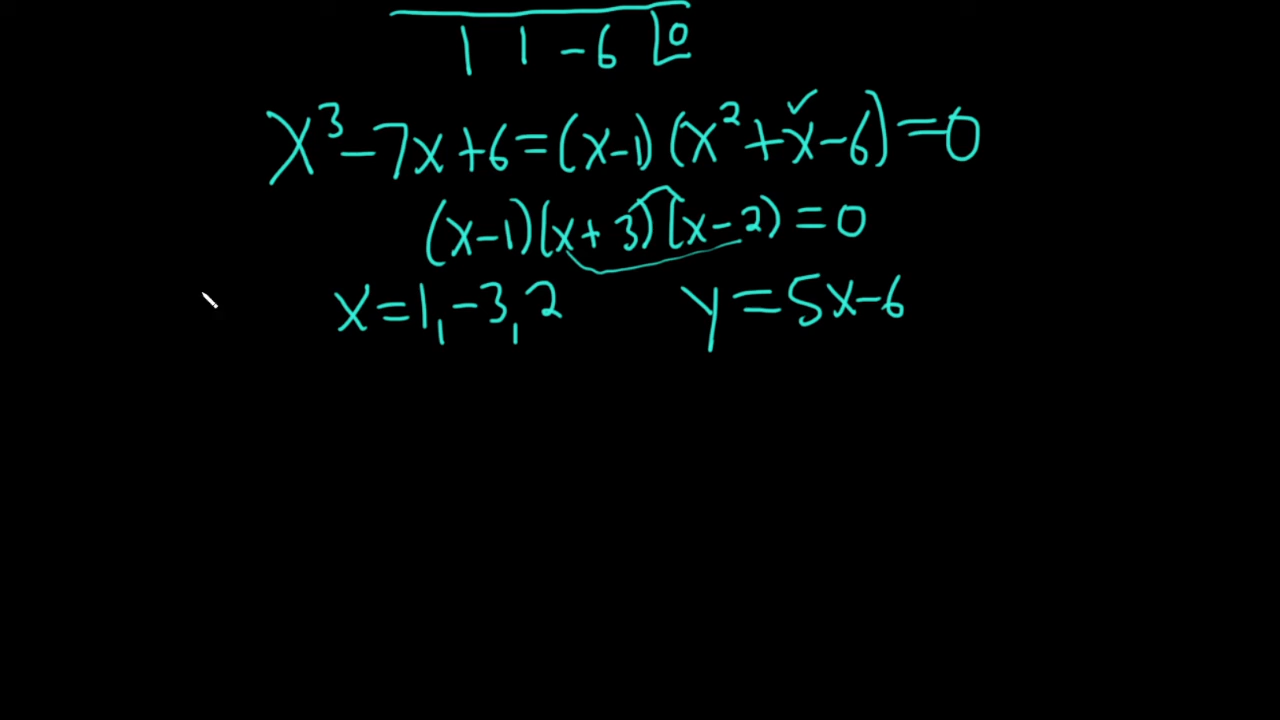 1 1 -6 0
x³-7x+6=(x-1)(x²+x-6)=0
(x-1)(x+3)(x-2)=0
x=1,-3,2 y=5x-6